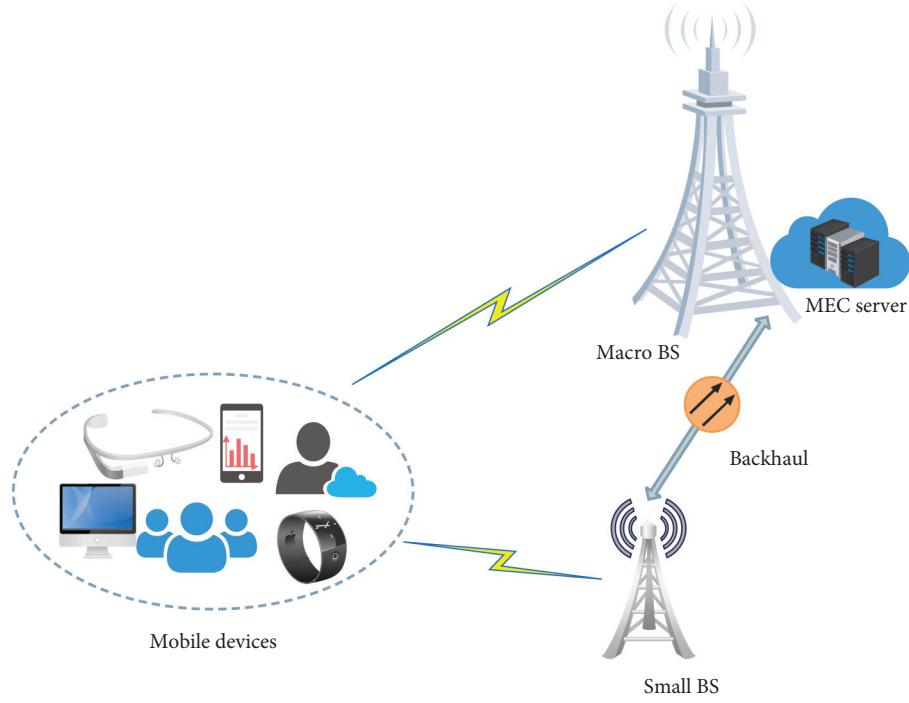 MEC server
Macro BS
Backhaul
Mobile devices
Small BS